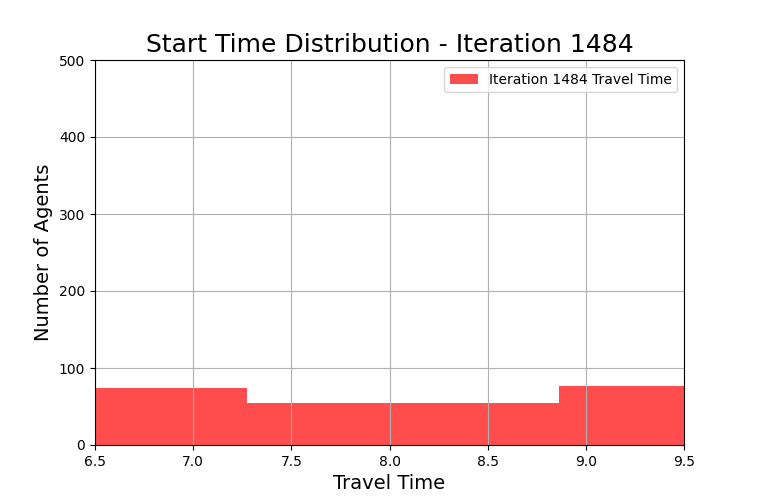 Start Time Distribution - Iteration 1484
Iteration 1484 Travel Time
Number of Agents
500
400
300
200
100
0
6.5 7.0 7.5 8.0 8.5 9.0 9.5
Travel Time